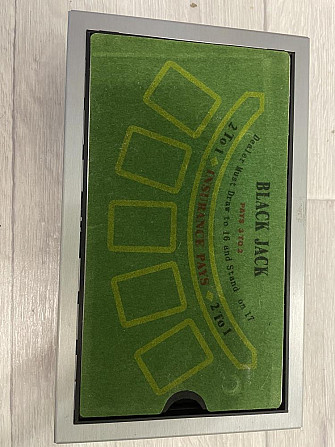 BLACK JACK
PAYS 3 TO 2
Dealer Must Draw to 16 and Stand on 17
2 To 1 INSURANCE PAYS 2 To 1